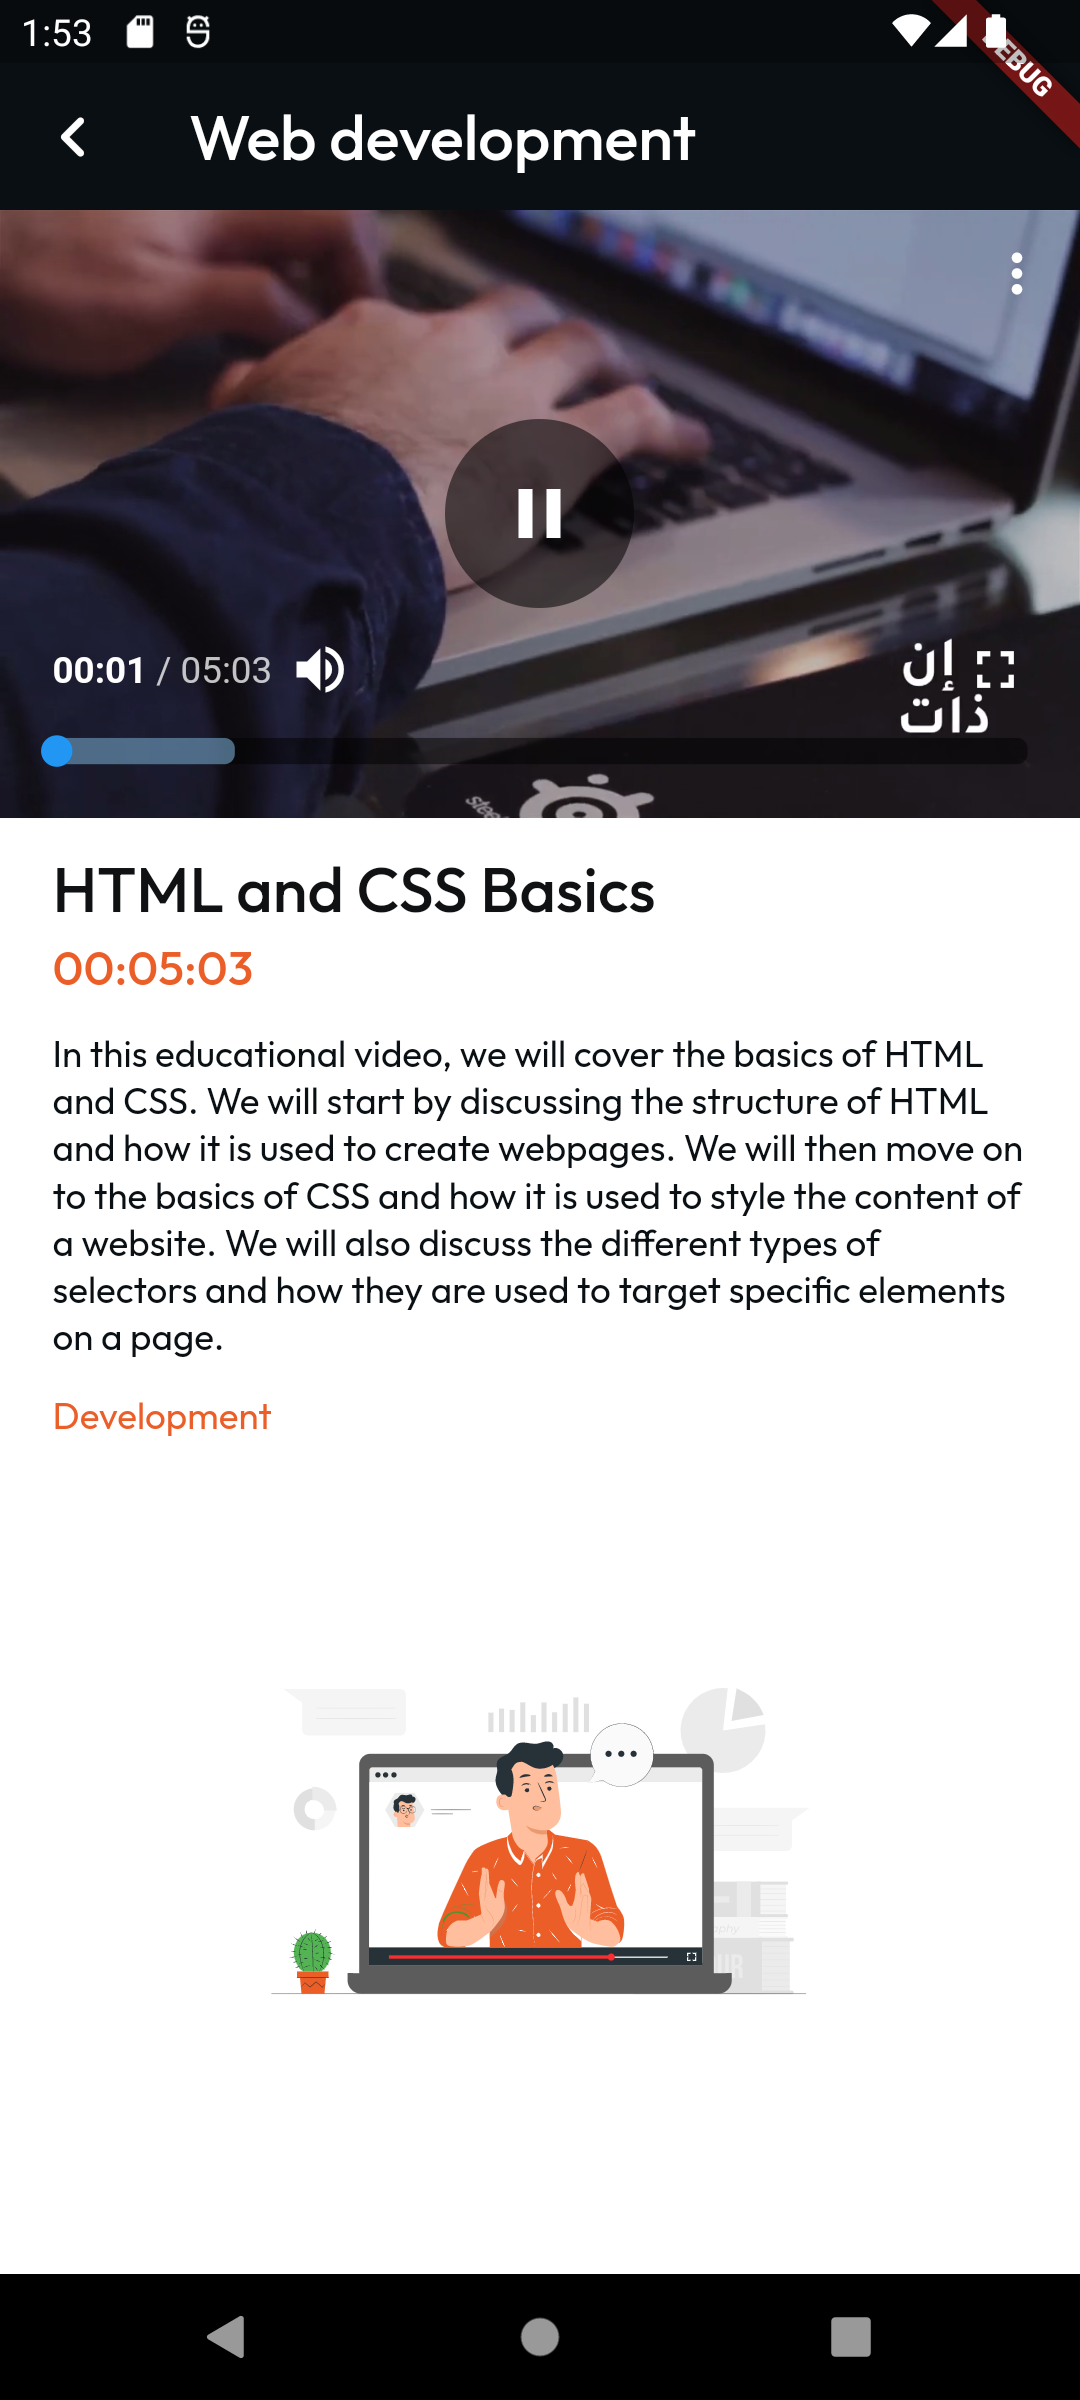 1:53
DEBUG
Web development
إن
ذات
00:01 / 05:03
HTML and CSS Basics
00:05:03
In this educational video, we will cover the basics of HTML
and CSS. We will start by discussing the structure of HTML
and how it is used to create webpages. We will then move on
to the basics of CSS and how it is used to style the content of
a website. We will also discuss the different types of
selectors and how they are used to target specific elements
on a page.
Development